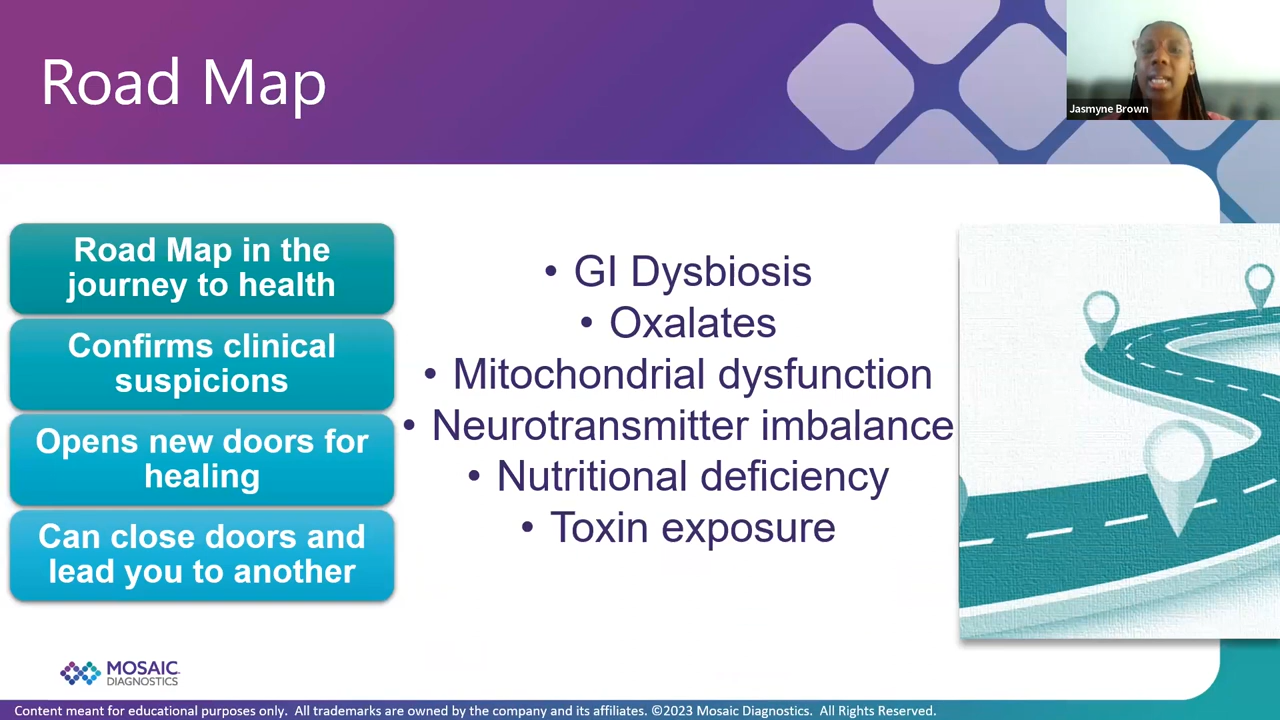 Road Map
Jasmyne Brown
Road Map in the
journey to health
Confirms clinical
suspicions
Opens new doors for
healing
Can close doors and
lead you to another
• GI Dysbiosis
• Oxalates
• Mitochondrial dysfunction
• Neurotransmitter imbalance
• Nutritional deficiency
• Toxin exposure
MOSAIC
DIAGNOSTICS
Content meant for educational purposes only. All trademarks are owned by the company and its affiliates. ©2023 Mosaic Diagnostics. All Rights Reserved.